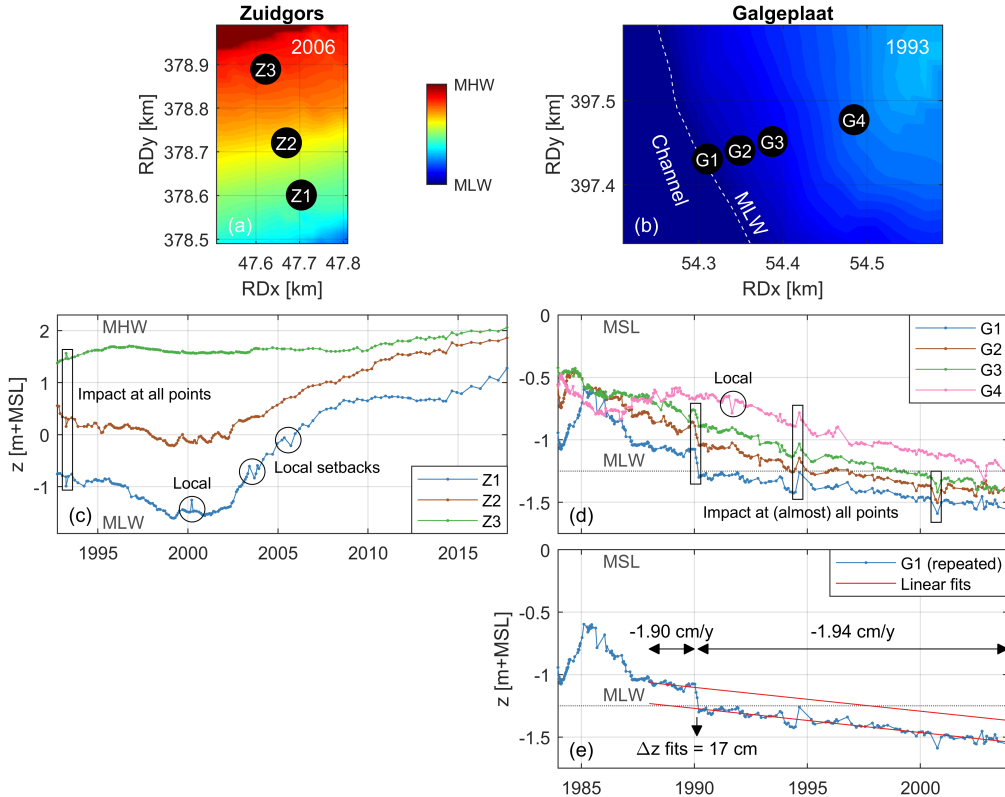 Zuidgors
2006
Z3
Z2
Z1
(a)
378.9
378.8
378.7
378.6
378.5
RDy [km]
47.6 47.7 47.8
RDx [km]
MHW
MLW
Galgeplaat
1993
G1
G2
G3
G4
Channel
MLW
(b)
397.5
397.4
RDy [km]
54.3 54.4 54.5
RDx [km]
MHW
Impact at all points
Local
Local setbacks
MLW
(c)
Z1
Z2
Z3
2
1
0
-1
z [m+MSL]
1995 2000 2005 2010 2015
MSL
Local
MLW
Impact at (almost) all points
(d)
G1
G2
G3
G4
0
-0.5
-1
-1.5
MSL
G1 (repeated)
Linear fits
-1.90 cm/y
-1.94 cm/y
MLW
Δz fits = 17 cm
(e)
0
-0.5
-1
-1.5
z [m+MSL]
1985 1990 1995 2000